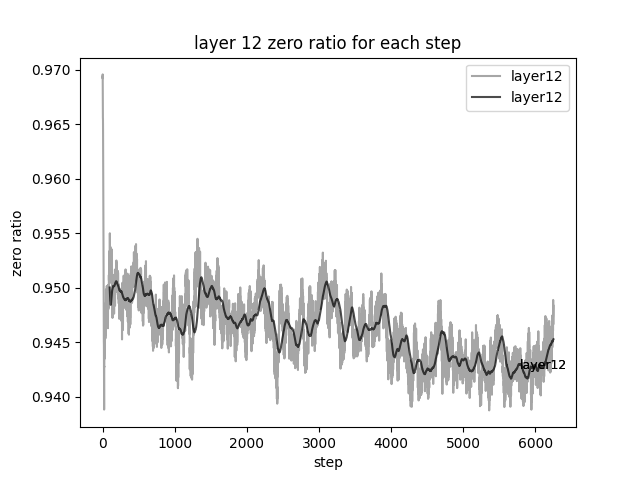 layer 12 zero ratio for each step
layer12
layer12
zero ratio
0.970
0.965
0.960
0.955
0.950
0.945
0.940
layer12
0
1000
2000
3000
4000
5000
6000
step